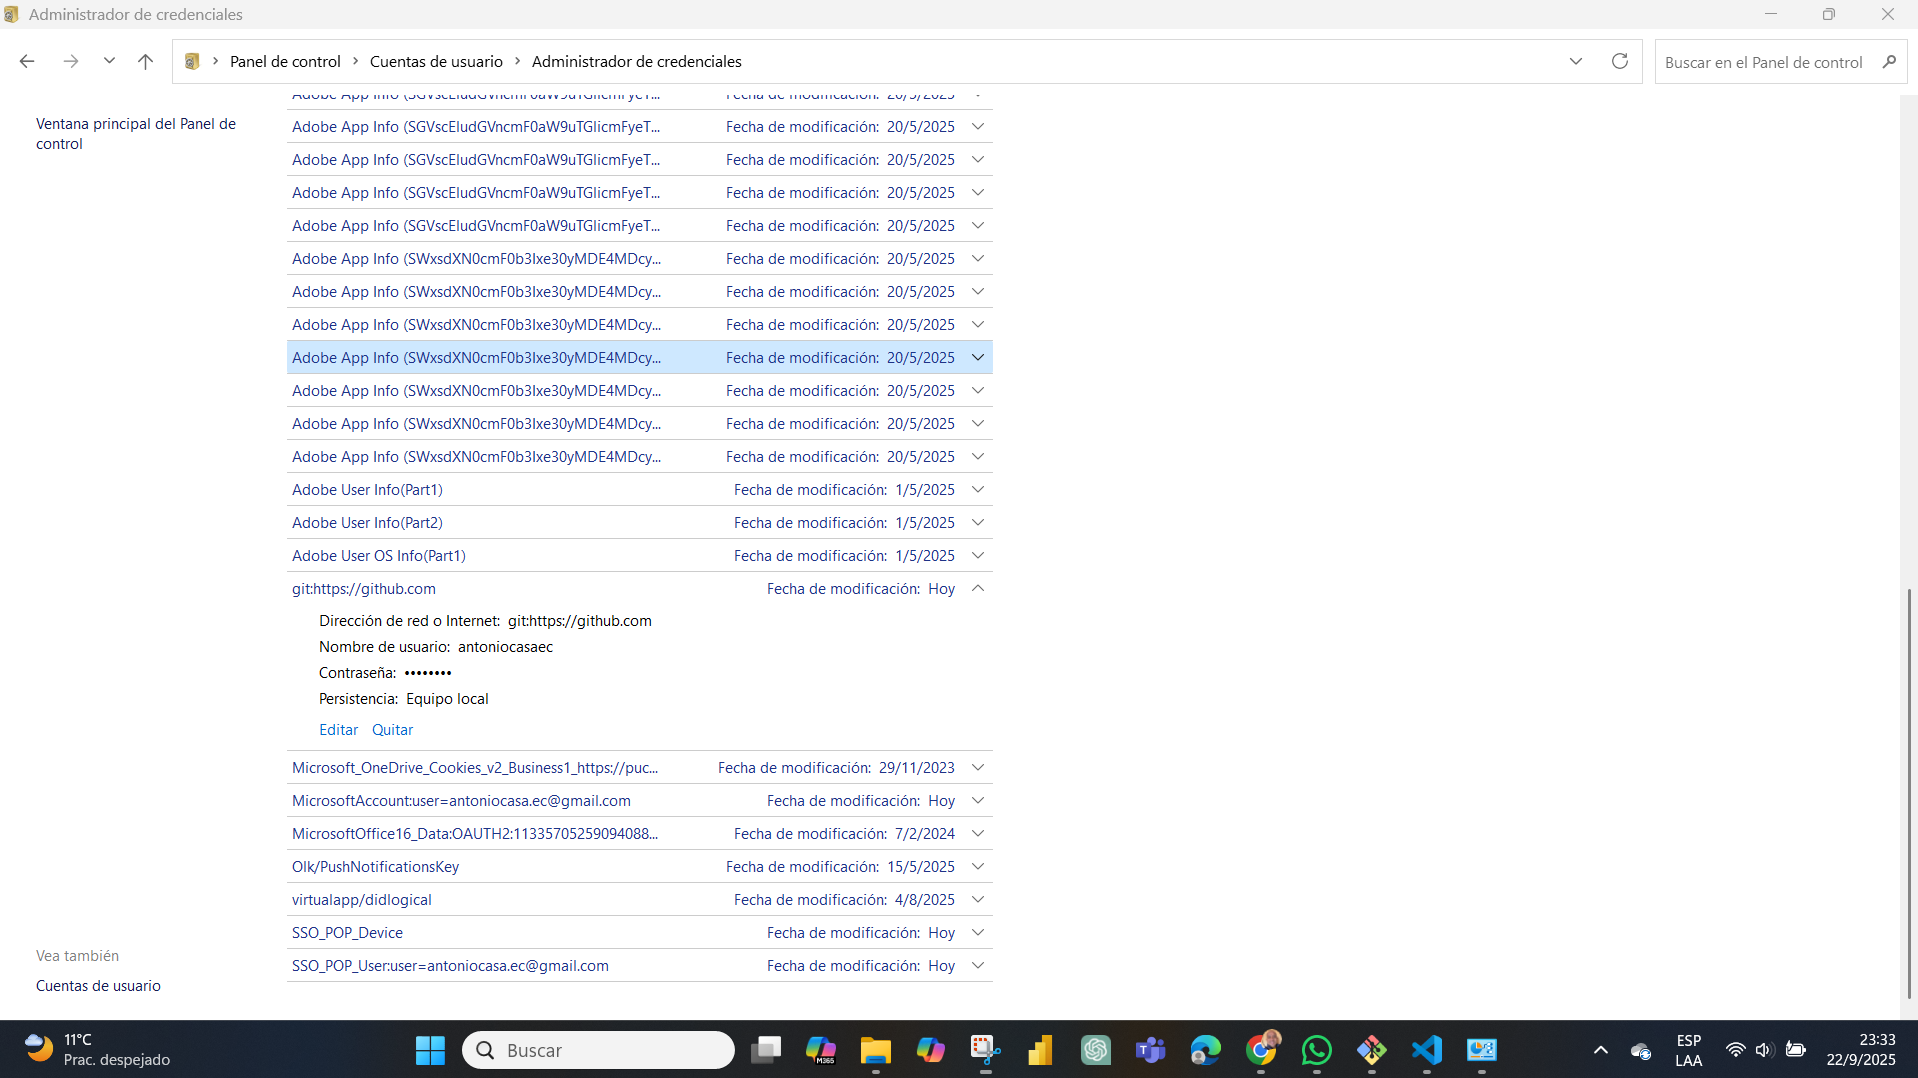 Administrador de credenciales
Panel de control > Cuentas de usuario > Administrador de credenciales
Buscar en el Panel de control
Ventana principal del Panel de
control
Fecha de modificación: 20/5/2025
Adobe App Info (SGVscEludGVncmF0aW9uTGlicmFyeT... Fecha de modificación: 20/5/2025
Adobe App Info (SGVscEludGVncmF0aW9uTGlicmFyeT... Fecha de modificación: 20/5/2025
Adobe App Info (SGVscEludGVncmF0aW9uTGlicmFyeT... Fecha de modificación: 20/5/2025
Adobe App Info (SGVscEludGVncmF0aW9uTGlicmFyeT... Fecha de modificación: 20/5/2025
Adobe App Info (SWxsdXN0cmF0b3Ixe30yMDE4MDcy... Fecha de modificación: 20/5/2025
Adobe App Info (SWxsdXN0cmF0b3Ixe30yMDE4MDcy... Fecha de modificación: 20/5/2025
Adobe App Info (SWxsdXN0cmF0b3Ixe30yMDE4MDcy... Fecha de modificación: 20/5/2025
Adobe App Info (SWxsdXN0cmF0b3Ixe30yMDE4MDcy... Fecha de modificación: 20/5/2025
Adobe App Info (SWxsdXN0cmF0b3Ixe30yMDE4MDcy... Fecha de modificación: 20/5/2025
Adobe App Info (SWxsdXN0cmF0b3Ixe30yMDE4MDcy... Fecha de modificación: 20/5/2025
Adobe App Info (SWxsdXN0cmF0b3Ixe30yMDE4MDcy... Fecha de modificación: 20/5/2025
Adobe User Info(Part1) Fecha de modificación: 1/5/2025
Adobe User Info(Part2) Fecha de modificación: 1/5/2025
Adobe User OS Info(Part1) Fecha de modificación: 1/5/2025
git:https://github.com Fecha de modificación: Hoy
Dirección de red o Internet: git:https://github.com
Nombre de usuario: antoniocasaec
Contraseña: ••••••••
Persistencia: Equipo local
Editar Quitar
Microsoft_OneDrive_Cookies_v2_Business1_https://puc... Fecha de modificación: 29/11/2023
MicrosoftAccount:user=antoniocasa.ec@gmail.com Fecha de modificación: Hoy
MicrosoftOffice16_Data:OAUTH2:11335705259094088... Fecha de modificación: 7/2/2024
Olk/PushNotificationsKey Fecha de modificación: 15/5/2025
virtualapp/didlogical Fecha de modificación: 4/8/2025
SSO_POP_Device Fecha de modificación: Hoy
SSO_POP_User:user=antoniocasa.ec@gmail.com Fecha de modificación: Hoy
Vea también
Cuentas de usuario
11°C
Prac. despejado
Buscar
M365
ESP
LAA
23:33
22/9/2025